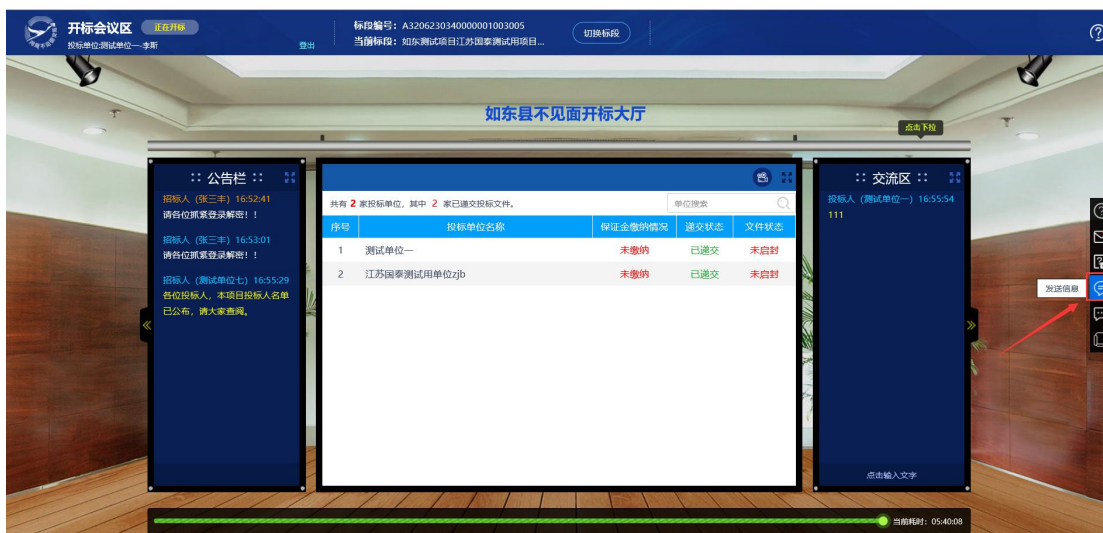 开标会议区 正在开标
投标单位:测试单位一-李斯 登出
标段编号：A3206230340000001003005
当前标段：如东测试项目江苏国泰测试用项目...
切换标段
如东县不见面开标大厅
点击下拉
:: 公告栏 ::
招标人（张三丰）16:52:41
请各位抓紧登录解密！！
招标人（张三丰）16:53:01
请各位抓紧登录解密！！
招标人（测试单位七）16:55:29
各位投标人，本项目投标人名单
已公布，请大家查阅。
共有 2 家投标单位，其中 2 家已递交投标文件。 单位搜索
序号 投标单位名称 保证金缴纳情况 递交状态 文件状态
1 测试单位一 未缴纳 已递交 未启封
2 江苏国泰测试用单位zjb 未缴纳 已递交 未启封
:: 交流区 ::
投标人（测试单位一）16:55:54
111
点击输入文字
发送信息
当前耗时：05:40:08